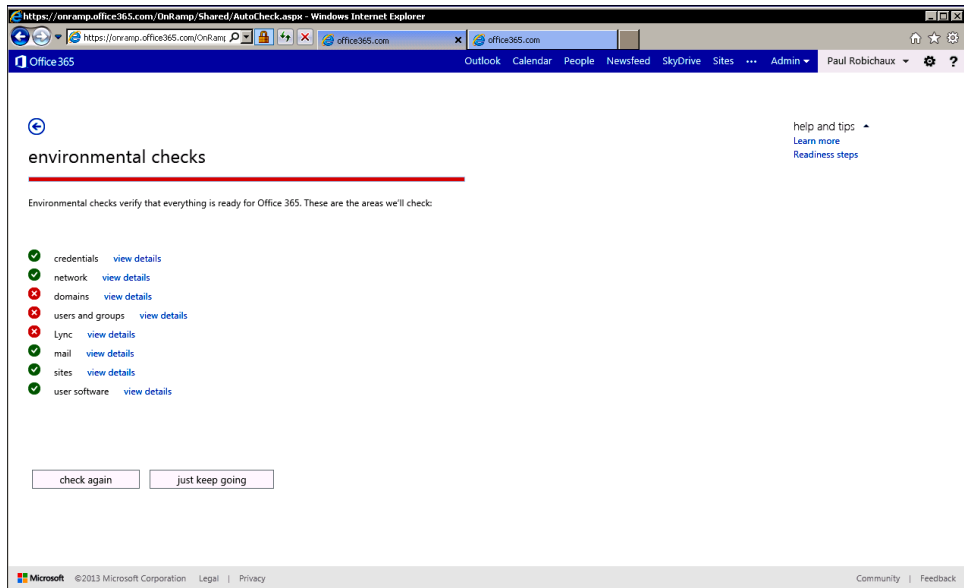 https://onramp.office365.com/OnRamp/Shared/AutoCheck.aspx - Windows Internet Explorer
https://onramp.office365.com/OnRamp office365.com office365.com
Office 365 Outlook Calendar People Newsfeed SkyDrive Sites ••• Admin Paul Robichaux ?
help and tips
Learn more
Readiness steps
environmental checks
Environmental checks verify that everything is ready for Office 365. These are the areas we'll check:
credentials view details
network view details
domains view details
users and groups view details
Lync view details
mail view details
sites view details
user software view details
check again just keep going
Microsoft ©2013 Microsoft Corporation Legal | Privacy Community | Feedback